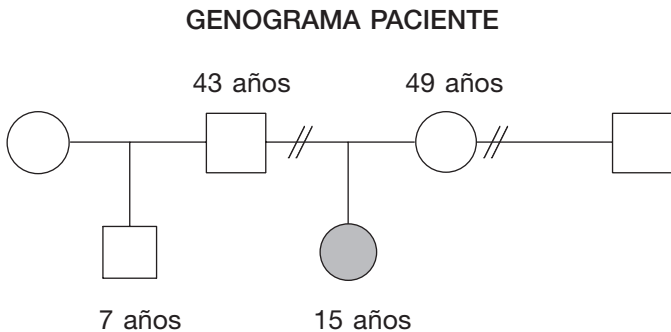 GENOGRAMA PACIENTE
43 años
49 años
7 años
15 años